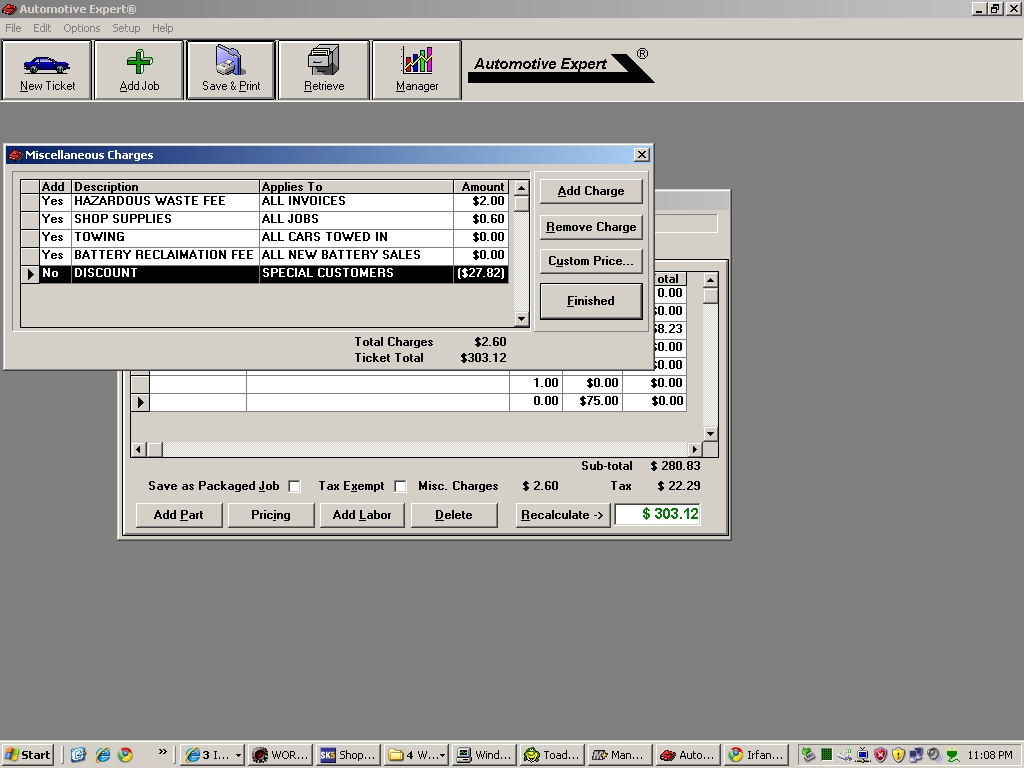 Automotive Expert®
File Edit Options Setup Help
New Ticket Add Job Save & Print Retrieve Manager Automotive Expert ®
Miscellaneous Charges
Add Description Applies To Amount
Yes HAZARDOUS WASTE FEE ALL INVOICES $2.00
Yes SHOP SUPPLIES ALL JOBS $0.60
Yes TOWING ALL CARS TOWED IN $0.00
Yes BATTERY RECLAIMATION FEE ALL NEW BATTERY SALES $0.00
No DISCOUNT SPECIAL CUSTOMERS ($27.82)
Add Charge
Remove Charge
Custom Price...
Finished
Total Charges $2.60
Ticket Total $303.12
otal
0.00
$0.00
$8.23
$0.00
$0.00
1.00 $0.00 $0.00
0.00 $75.00 $0.00
Sub-total $ 280.83
Save as Packaged Job Tax Exempt Misc. Charges $ 2.60 Tax $ 22.29
Add Part Pricing Add Labor Delete Recalculate -> $ 303.12
Start » 3 I... WOR... SKS Shop... 4 W... Wind... Toad... Man... Auto... Irfan... 11:08 PM